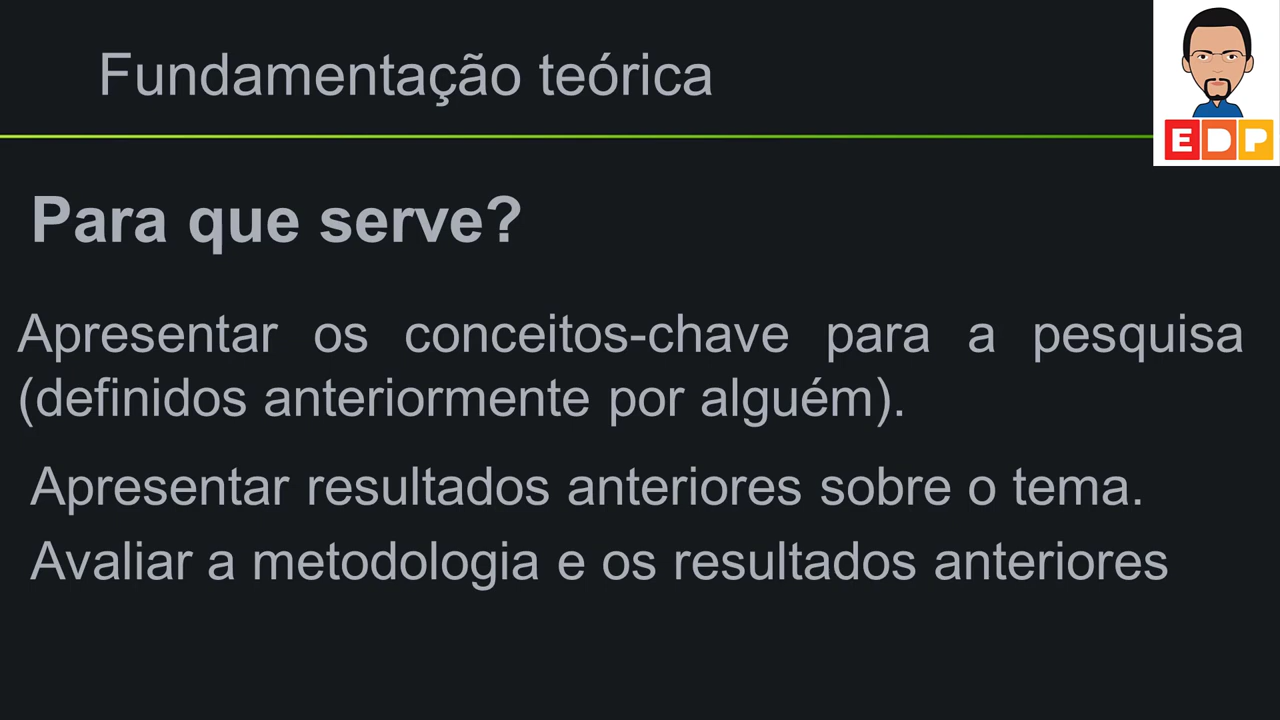 Fundamentação teórica
EDP
Para que serve?
Apresentar os conceitos-chave para a pesquisa
(definidos anteriormente por alguém).
Apresentar resultados anteriores sobre o tema.
Avaliar a metodologia e os resultados anteriores